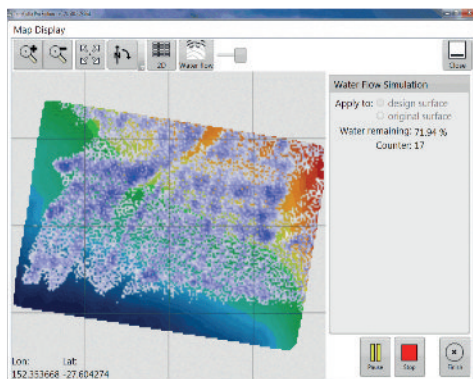 Map Display
2D
Water flow
Close
Water Flow Simulation
Apply to: design surface
original surface
Water remaining: 71.94 %
Counter: 17
Lon: Lat:
152.353668 -27.604274
Pause
Stop
Finish